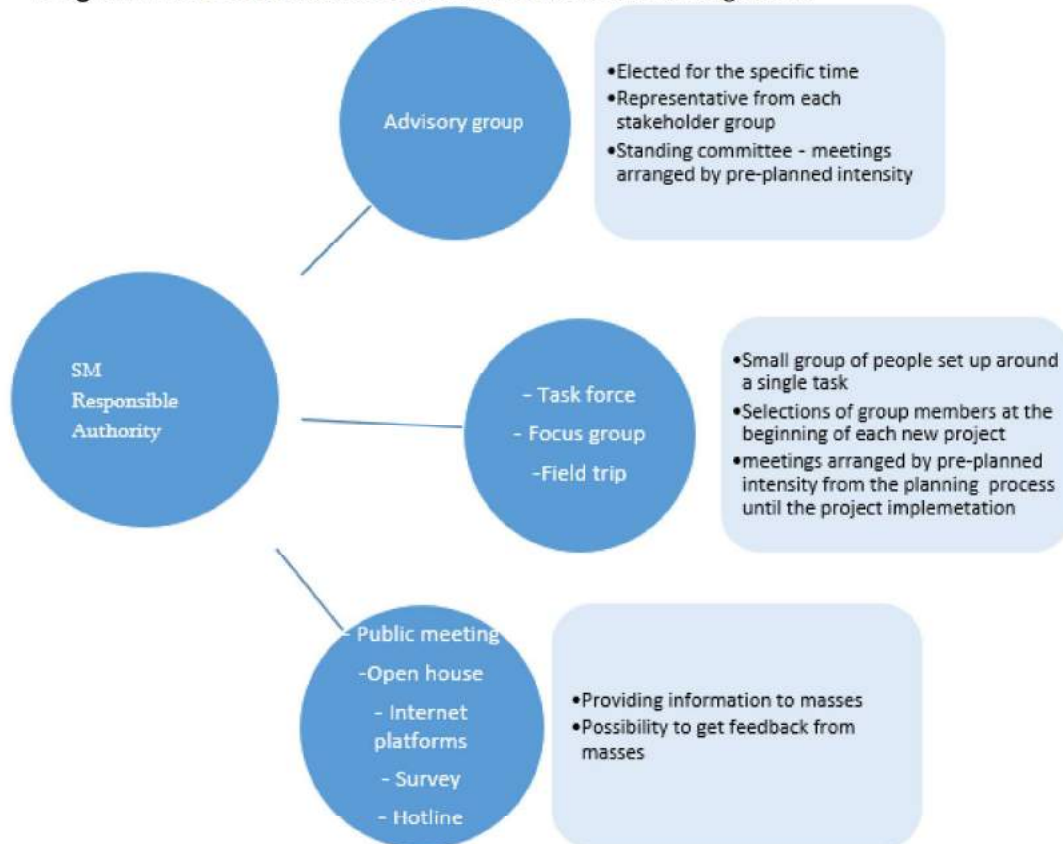 Advisory group
•Elected for the specific time
•Representative from each
stakeholder group
•Standing committee - meetings
arranged by pre-planned intensity
SM
Responsible
Authority
- Task force
- Focus group
-Field trip
•Small group of people set up around
a single task
•Selections of group members at the
beginning of each new project
•meetings arranged by pre-planned
intensity from the planning process
until the project implemetation
- Public meeting
-Open house
- Internet
platforms
- Survey
- Hotline
•Providing information to masses
•Possibility to get feedback from
masses